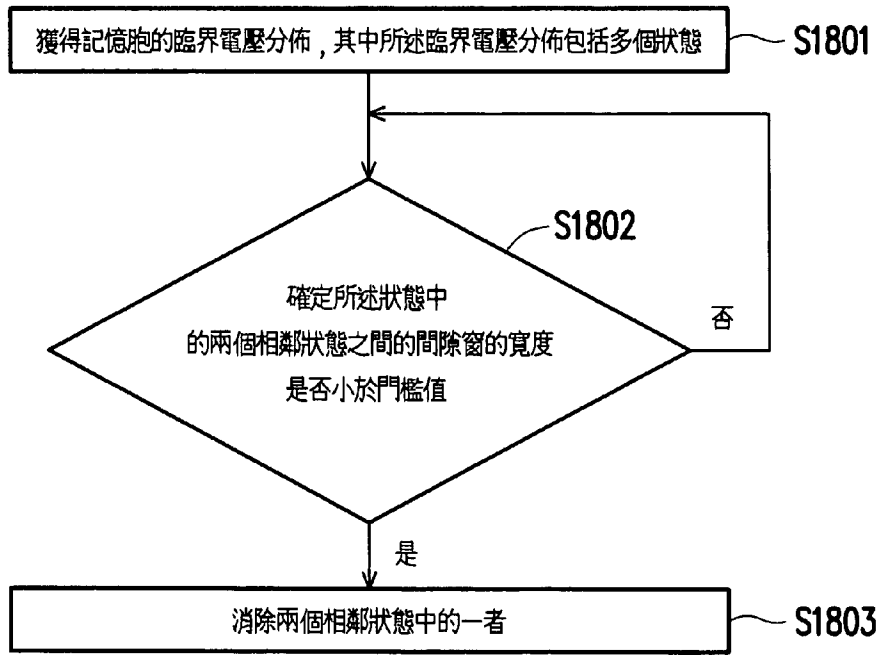 獲得記憶胞的臨界電壓分佈，其中所述臨界電壓分佈包括多個狀態
S1801
S1802
確定所述狀態中
的兩個相鄰狀態之間的間隙窗的寬度
是否小於門檻值
否
是
消除兩個相鄰狀態中的一者
S1803